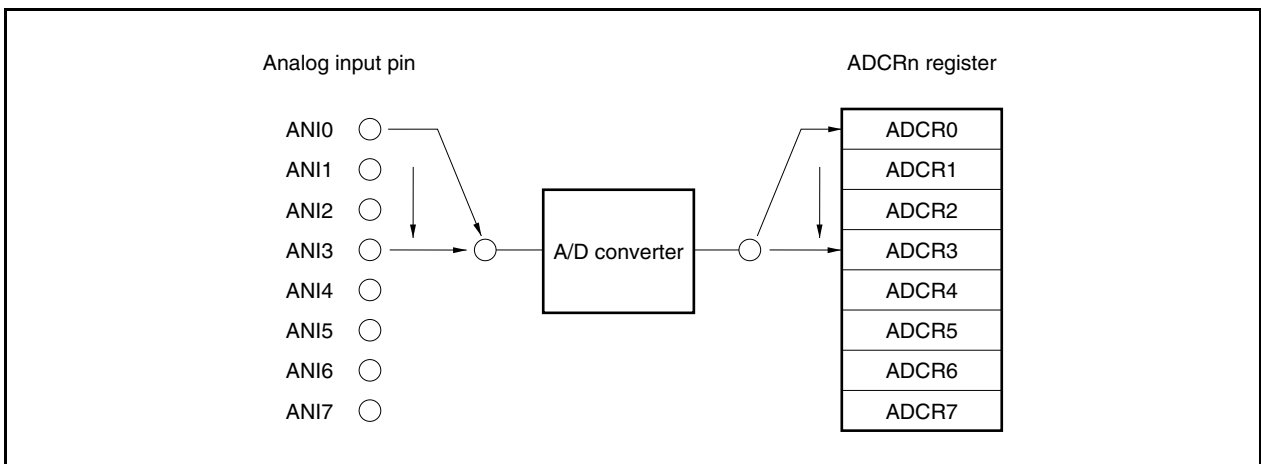 Analog input pin
ADCRn register
ANI0
ANI1
ANI2
ANI3
ANI4
ANI5
ANI6
ANI7
A/D converter
ADCR0
ADCR1
ADCR2
ADCR3
ADCR4
ADCR5
ADCR6
ADCR7